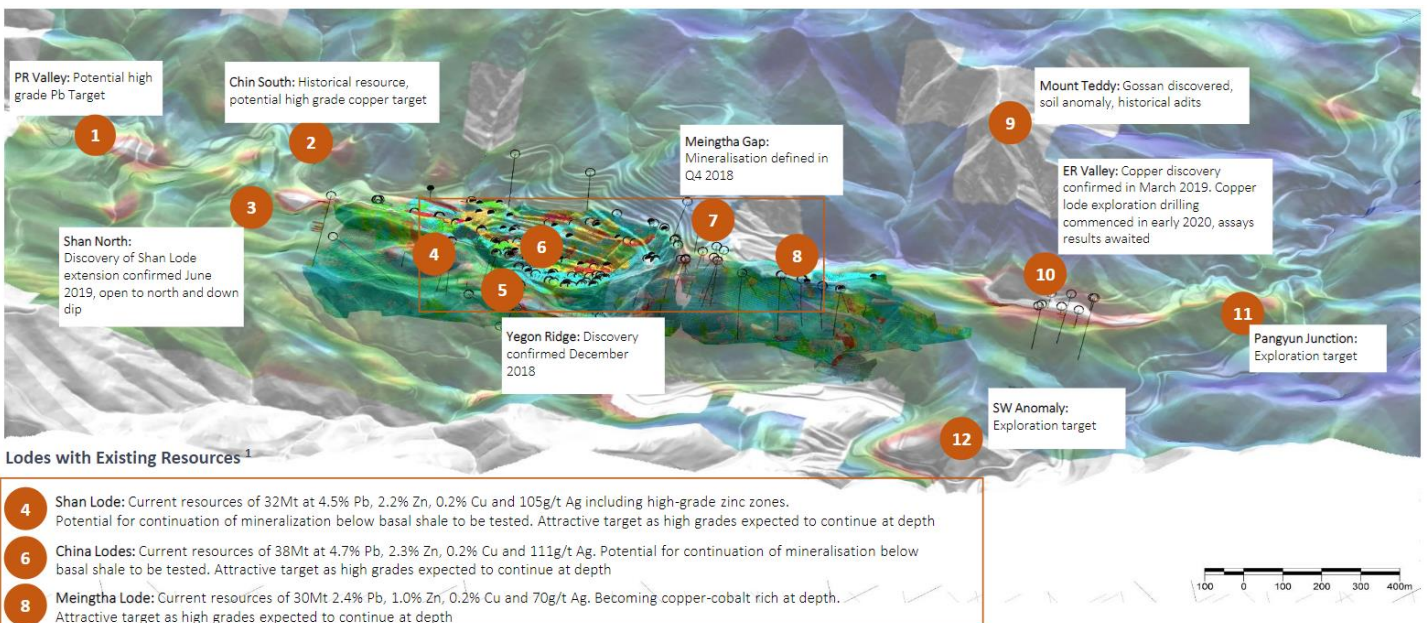 PR Valley: Potential high
grade Pb Target
1
Chin South: Historical resource,
potential high grade copper target
2
Mount Teddy: Gossan discovered,
soil anomaly, historical adits
9
Meingtha Gap:
Mineralisation defined in
Q4 2018
7
ER Valley: Copper discovery
confirmed in March 2019. Copper
lode exploration drilling
commenced in early 2020, assays
results awaited
10
3
Shan North:
Discovery of Shan Lode
extension confirmed June
2019, open to north and down
dip
4
6
8
5
Yegon Ridge: Discovery
confirmed December
2018
11
Pangyun Junction:
Exploration target
SW Anomaly:
Exploration target
12
Lodes with Existing Resources 1
4 Shan Lode: Current resources of 32Mt at 4.5% Pb, 2.2% Zn, 0.2% Cu and 105g/t Ag including high-grade zinc zones.
Potential for continuation of mineralization below basal shale to be tested. Attractive target as high grades expected to continue at depth
6 China Lodes: Current resources of 38Mt at 4.7% Pb, 2.3% Zn, 0.2% Cu and 111g/t Ag. Potential for continuation of mineralisation below
basal shale to be tested. Attractive target as high grades expected to continue at depth
8 Meingtha Lode: Current resources of 30Mt 2.4% Pb, 1.0% Zn, 0.2% Cu and 70g/t Ag. Becoming copper-cobalt rich at depth.
Attractive target as high grades expected to continue at depth
100 0 100 200 300 400m